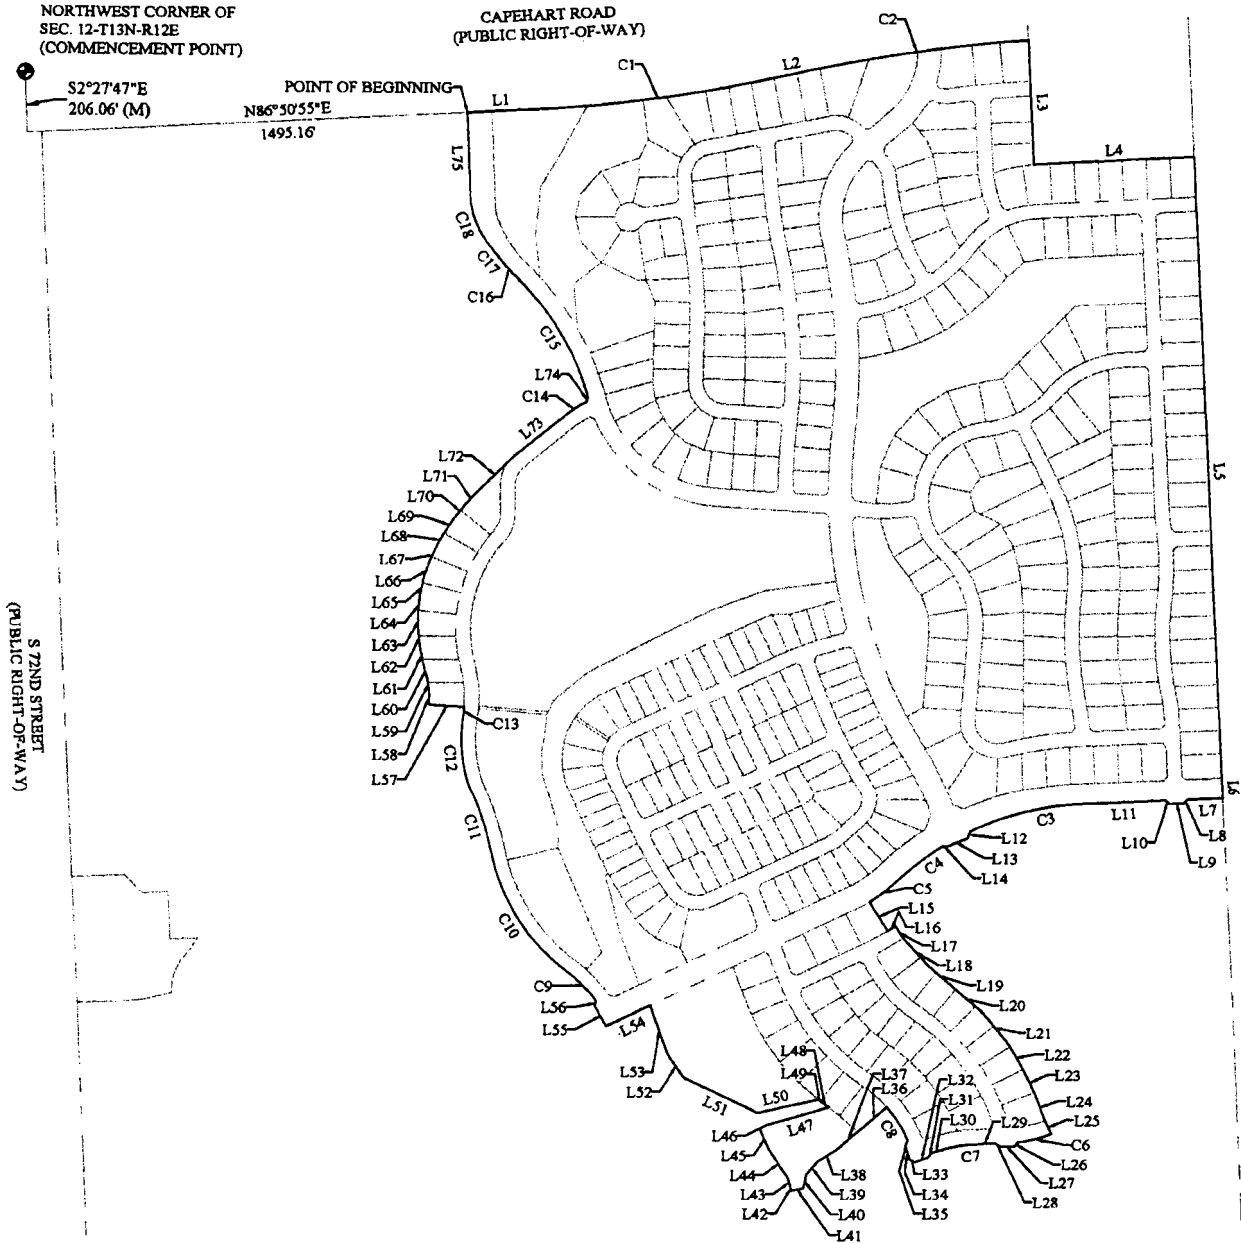 NORTHWEST CORNER OF
SEC. 12-T13N-R12E
(COMMENCEMENT POINT)
CAPEHART ROAD
(PUBLIC RIGHT-OF-WAY)
S2°27'47"E
206.06' (M)
POINT OF BEGINNING
N86°50'55"E
1495.16'
L1
C1
L2
C2
L3
L4
L75
C18
C17
C16
C15
L74
C14
L73
L72
L71
L70
L69
L68
L67
L66
L65
L64
L63
L62
L61
L60
L59
L58
L57
C13
C12
C11
C10
C9
L56
L55
L54
L53
L52
L51
L50
L49
L48
L47
L46
L45
L44
L43
L42
L41
L40
L39
L38
L37
L36
C8
L35
L34
L33
L32
L31
L30
C7
L29
L28
L27
L26
C6
L25
L24
L23
L22
L21
L20
L19
L18
L17
L16
L15
C5
C4
L14
L13
L12
C3
L11
L10
L9
L8
L7
L6
L5
S 72ND STREET
(PUBLIC RIGHT-OF-WAY)